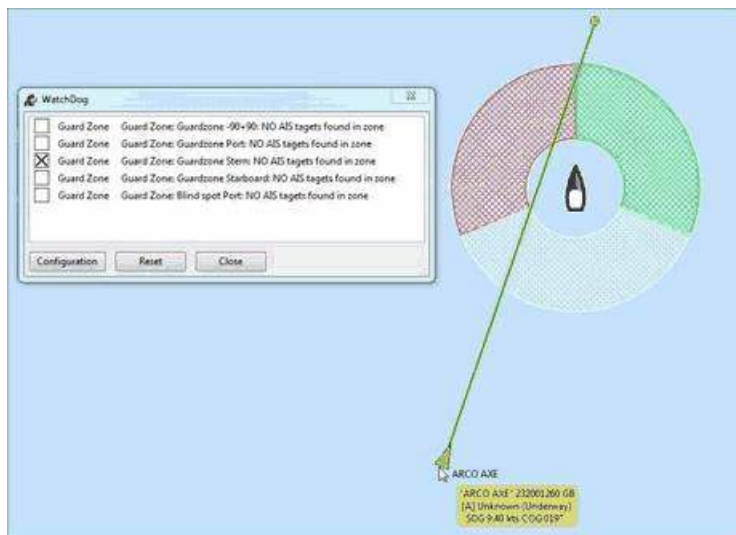 WatchDog
Guard Zone Guard Zone: Guardzone -90+90: NO AIS tagets found in zone
Guard Zone Guard Zone: Guardzone Port: NO AIS tagets found in zone
Guard Zone Guard Zone: Guardzone Stern: NO AIS tagets found in zone
Guard Zone Guard Zone: Guardzone Starboard: NO AIS tagets found in zone
Guard Zone Guard Zone: Blind spot Port: NO AIS tagets found in zone
Configuration Reset Close
ARCO AXE
"ARCO AXE" 232001260 GB
[A] Unknown (Underway)
SOG 9.40 kts COG 019°